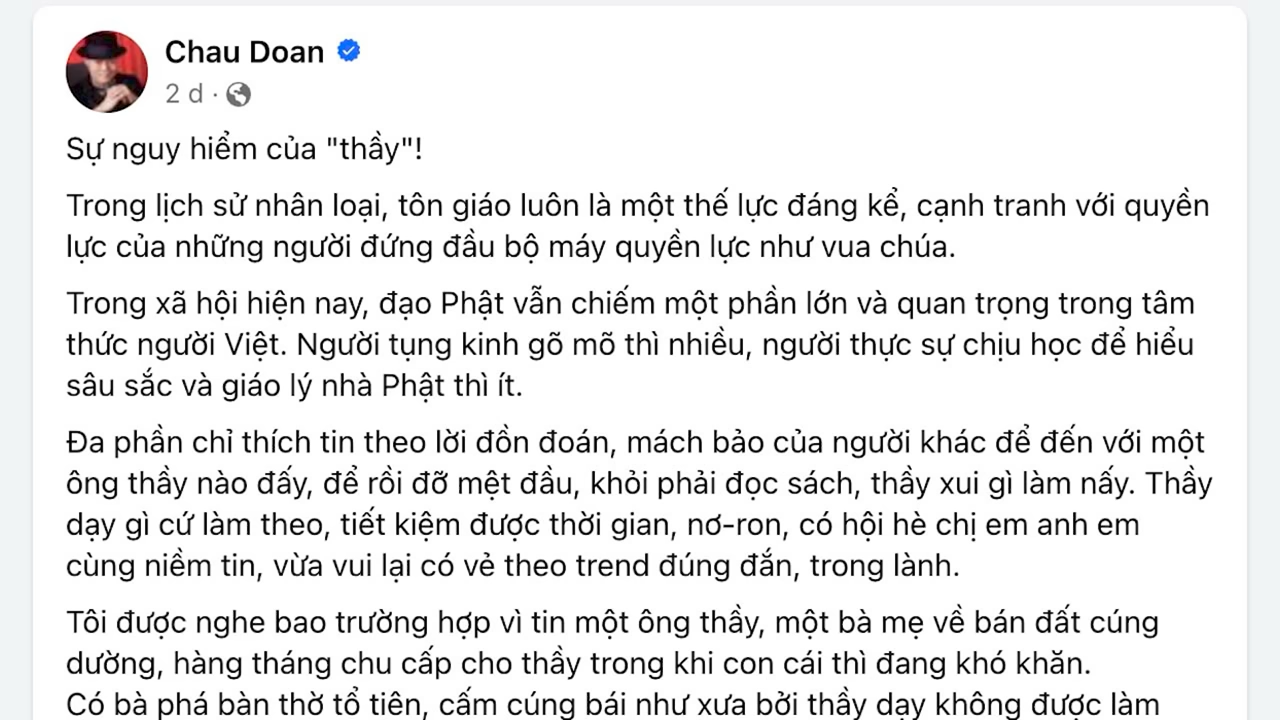 Chau Doan
2 d ·
Sự nguy hiểm của "thầy"!
Trong lịch sử nhân loại, tôn giáo luôn là một thế lực đáng kể, cạnh tranh với quyền
lực của những người đứng đầu bộ máy quyền lực như vua chúa.
Trong xã hội hiện nay, đạo Phật vẫn chiếm một phần lớn và quan trọng trong tâm
thức người Việt. Người tụng kinh gõ mõ thì nhiều, người thực sự chịu học để hiểu
sâu sắc và giáo lý nhà Phật thì ít.
Đa phần chỉ thích tin theo lời đồn đoán, mách bảo của người khác để đến với một
ông thầy nào đấy, để rồi đỡ mệt đầu, khỏi phải đọc sách, thầy xui gì làm nấy. Thầy
dạy gì cứ làm theo, tiết kiệm được thời gian, nơ-ron, có hội hè chị em anh em
cùng niềm tin, vừa vui lại có vẻ theo trend đúng đắn, trong lành.
Tôi được nghe bao trường hợp vì tin một ông thầy, một bà mẹ về bán đất cúng
dường, hàng tháng chu cấp cho thầy trong khi con cái thì đang khó khăn.
Có bà phá bàn thờ tổ tiên, cấm cúng bái như xưa bởi thầy dạy không được làm